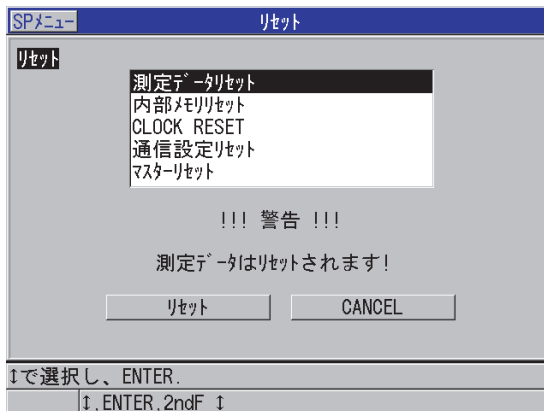 SPﾒﾆｭｰ ﾘｾｯﾄ
ﾘｾｯﾄ
測定ﾃﾞｰﾀﾘｾｯﾄ
内部ﾒﾓﾘﾘｾｯﾄ
CLOCK RESET
通信設定ﾘｾｯﾄ
ﾏｽﾀｰﾘｾｯﾄ
!!! 警告 !!!
測定ﾃﾞｰﾀはﾘｾｯﾄされます!
ﾘｾｯﾄ CANCEL
↕で選択し、ENTER.
↕,ENTER,2ndF ↕